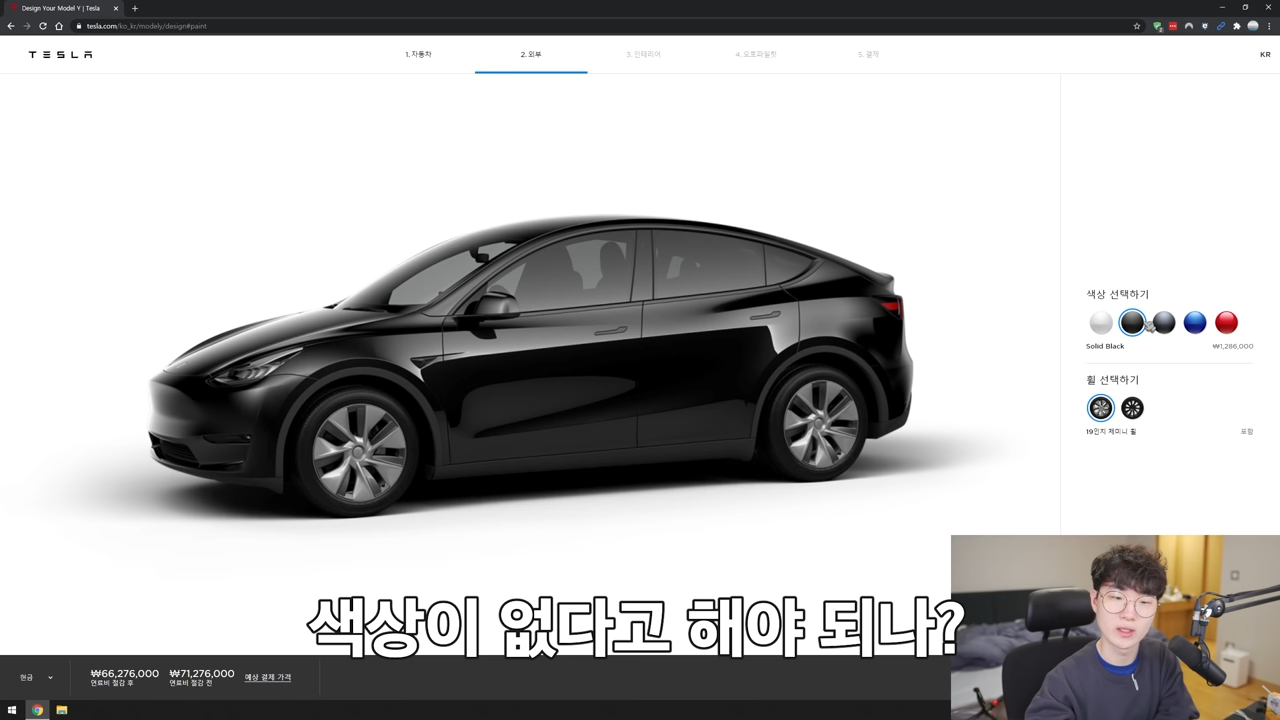 Design Your Model Y | Tesla
tesla.com/ko_kr/modely/design#paint
TESLA
1. 자동차
2. 외부
3. 인테리어
4. 오토파일럿
5. 결제
KR
색상 선택하기
Solid Black ₩1,286,000
휠 선택하기
19인치 제미니 휠 포함
색상이 없다고 해야 되나?
현금
₩66,276,000 ₩71,276,000 예상 결제 가격
연료비 절감 후 연료비 절감 전